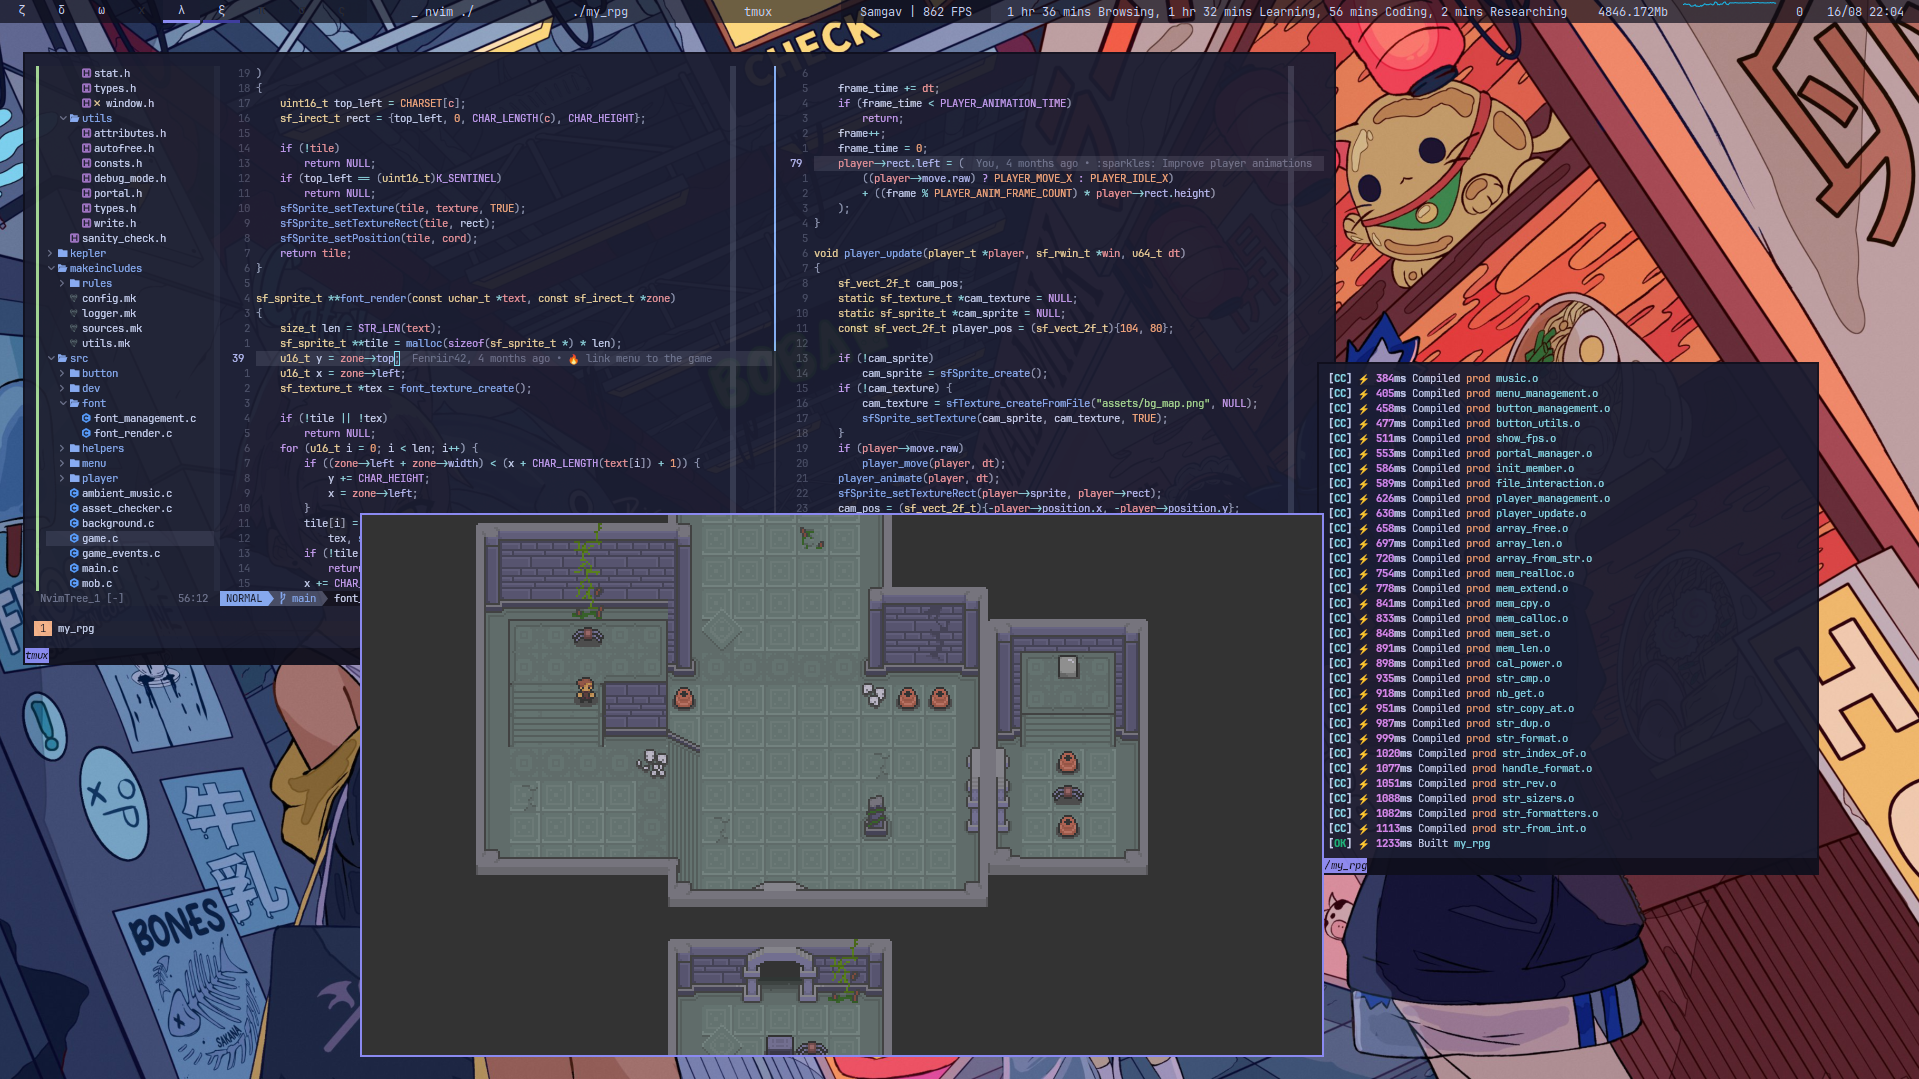 ζ δ ω λ ξ
_ nvim ./
./my_rpg
tmux
Samgav | 862 FPS
1 hr 36 mins Browsing, 1 hr 32 mins Learning, 56 mins Coding, 2 mins Researching
4846.172Mb
0
16/08 22:04
stat.h
types.h
× window.h
utils
attributes.h
autofree.h
consts.h
debug_mode.h
portal.h
types.h
write.h
sanity_check.h
kepler
makeincludes
rules
config.mk
logger.mk
sources.mk
utils.mk
src
button
dev
font
font_management.c
font_render.c
helpers
menu
player
ambient_music.c
asset_checker.c
background.c
game.c
game_events.c
main.c
mob.c
NvimTree_1 [-] 56:12
19 )
18 {
17 uint16_t top_left = CHARSET[c];
16 sf_irect_t rect = {top_left, 0, CHAR_LENGTH(c), CHAR_HEIGHT};
15
14 if (!tile)
13 return NULL;
12 if (top_left == (uint16_t)K_SENTINEL)
11 return NULL;
10 sfSprite_setTexture(tile, texture, TRUE);
9 sfSprite_setTextureRect(tile, rect);
8 sfSprite_setPosition(tile, cord);
7 return tile;
6 }
5
4 sf_sprite_t **font_render(const uchar_t *text, const sf_irect_t *zone)
3 {
2 size_t len = STR_LEN(text);
1 sf_sprite_t **tile = malloc(sizeof(sf_sprite_t *) * len);
39 u16_t y = zone->top; Fenriir42, 4 months ago • 🔥 link menu to the game
1 u16_t x = zone->left;
2 sf_texture_t *tex = font_texture_create();
3
4 if (!tile || !tex)
5 return NULL;
6 for (u16_t i = 0; i < len; i++) {
7 if ((zone->left + zone->width) < (x + CHAR_LENGTH(text[i]) + 1)) {
8 y += CHAR_HEIGHT;
9 x = zone->left;
10 }
11 tile[i] =
12 tex, s
13 if (!tile
14 return
15 x += CHAR_
NORMAL main font_
6
5 frame_time += dt;
4 if (frame_time < PLAYER_ANIMATION_TIME)
3 return;
2 frame++;
1 frame_time = 0;
79 player->rect.left = ( You, 4 months ago • :sparkles: Improve player animations
1 ((player->move.raw) ? PLAYER_MOVE_X : PLAYER_IDLE_X)
2 + ((frame % PLAYER_ANIM_FRAME_COUNT) * player->rect.height)
3 );
4 }
5
6 void player_update(player_t *player, sf_rwin_t *win, u64_t dt)
7 {
8 sf_vect_2f_t cam_pos;
9 static sf_texture_t *cam_texture = NULL;
10 static sf_sprite_t *cam_sprite = NULL;
11 const sf_vect_2f_t player_pos = (sf_vect_2f_t){104, 80};
12
13 if (!cam_sprite)
14 cam_sprite = sfSprite_create();
15 if (!cam_texture) {
16 cam_texture = sfTexture_createFromFile("assets/bg_map.png", NULL);
17 sfSprite_setTexture(cam_sprite, cam_texture, TRUE);
18 }
19 if (player->move.raw)
20 player_move(player, dt);
21 player_animate(player, dt);
22 sfSprite_setTextureRect(player->sprite, player->rect);
23 cam_pos = (sf_vect_2f_t){-player->position.x, -player->position.y};
1 my_rpg
tmux
[CC] ⚡ 384ms Compiled prod music.o
[CC] ⚡ 405ms Compiled prod menu_management.o
[CC] ⚡ 458ms Compiled prod button_management.o
[CC] ⚡ 477ms Compiled prod button_utils.o
[CC] ⚡ 511ms Compiled prod show_fps.o
[CC] ⚡ 553ms Compiled prod portal_manager.o
[CC] ⚡ 586ms Compiled prod init_member.o
[CC] ⚡ 589ms Compiled prod file_interaction.o
[CC] ⚡ 626ms Compiled prod player_management.o
[CC] ⚡ 630ms Compiled prod player_update.o
[CC] ⚡ 658ms Compiled prod array_free.o
[CC] ⚡ 697ms Compiled prod array_len.o
[CC] ⚡ 720ms Compiled prod array_from_str.o
[CC] ⚡ 754ms Compiled prod mem_realloc.o
[CC] ⚡ 778ms Compiled prod mem_extend.o
[CC] ⚡ 841ms Compiled prod mem_cpy.o
[CC] ⚡ 833ms Compiled prod mem_calloc.o
[CC] ⚡ 848ms Compiled prod mem_set.o
[CC] ⚡ 891ms Compiled prod mem_len.o
[CC] ⚡ 898ms Compiled prod cal_power.o
[CC] ⚡ 935ms Compiled prod str_cmp.o
[CC] ⚡ 918ms Compiled prod nb_get.o
[CC] ⚡ 951ms Compiled prod str_copy_at.o
[CC] ⚡ 987ms Compiled prod str_dup.o
[CC] ⚡ 999ms Compiled prod str_format.o
[CC] ⚡ 1020ms Compiled prod str_index_of.o
[CC] ⚡ 1077ms Compiled prod handle_format.o
[CC] ⚡ 1051ms Compiled prod str_rev.o
[CC] ⚡ 1088ms Compiled prod str_sizers.o
[CC] ⚡ 1082ms Compiled prod str_formatters.o
[CC] ⚡ 1113ms Compiled prod str_from_int.o
[OK] ⚡ 1233ms Built my_rpg
/my_rpg
CHECK
牛乳
BONES
SAKANA